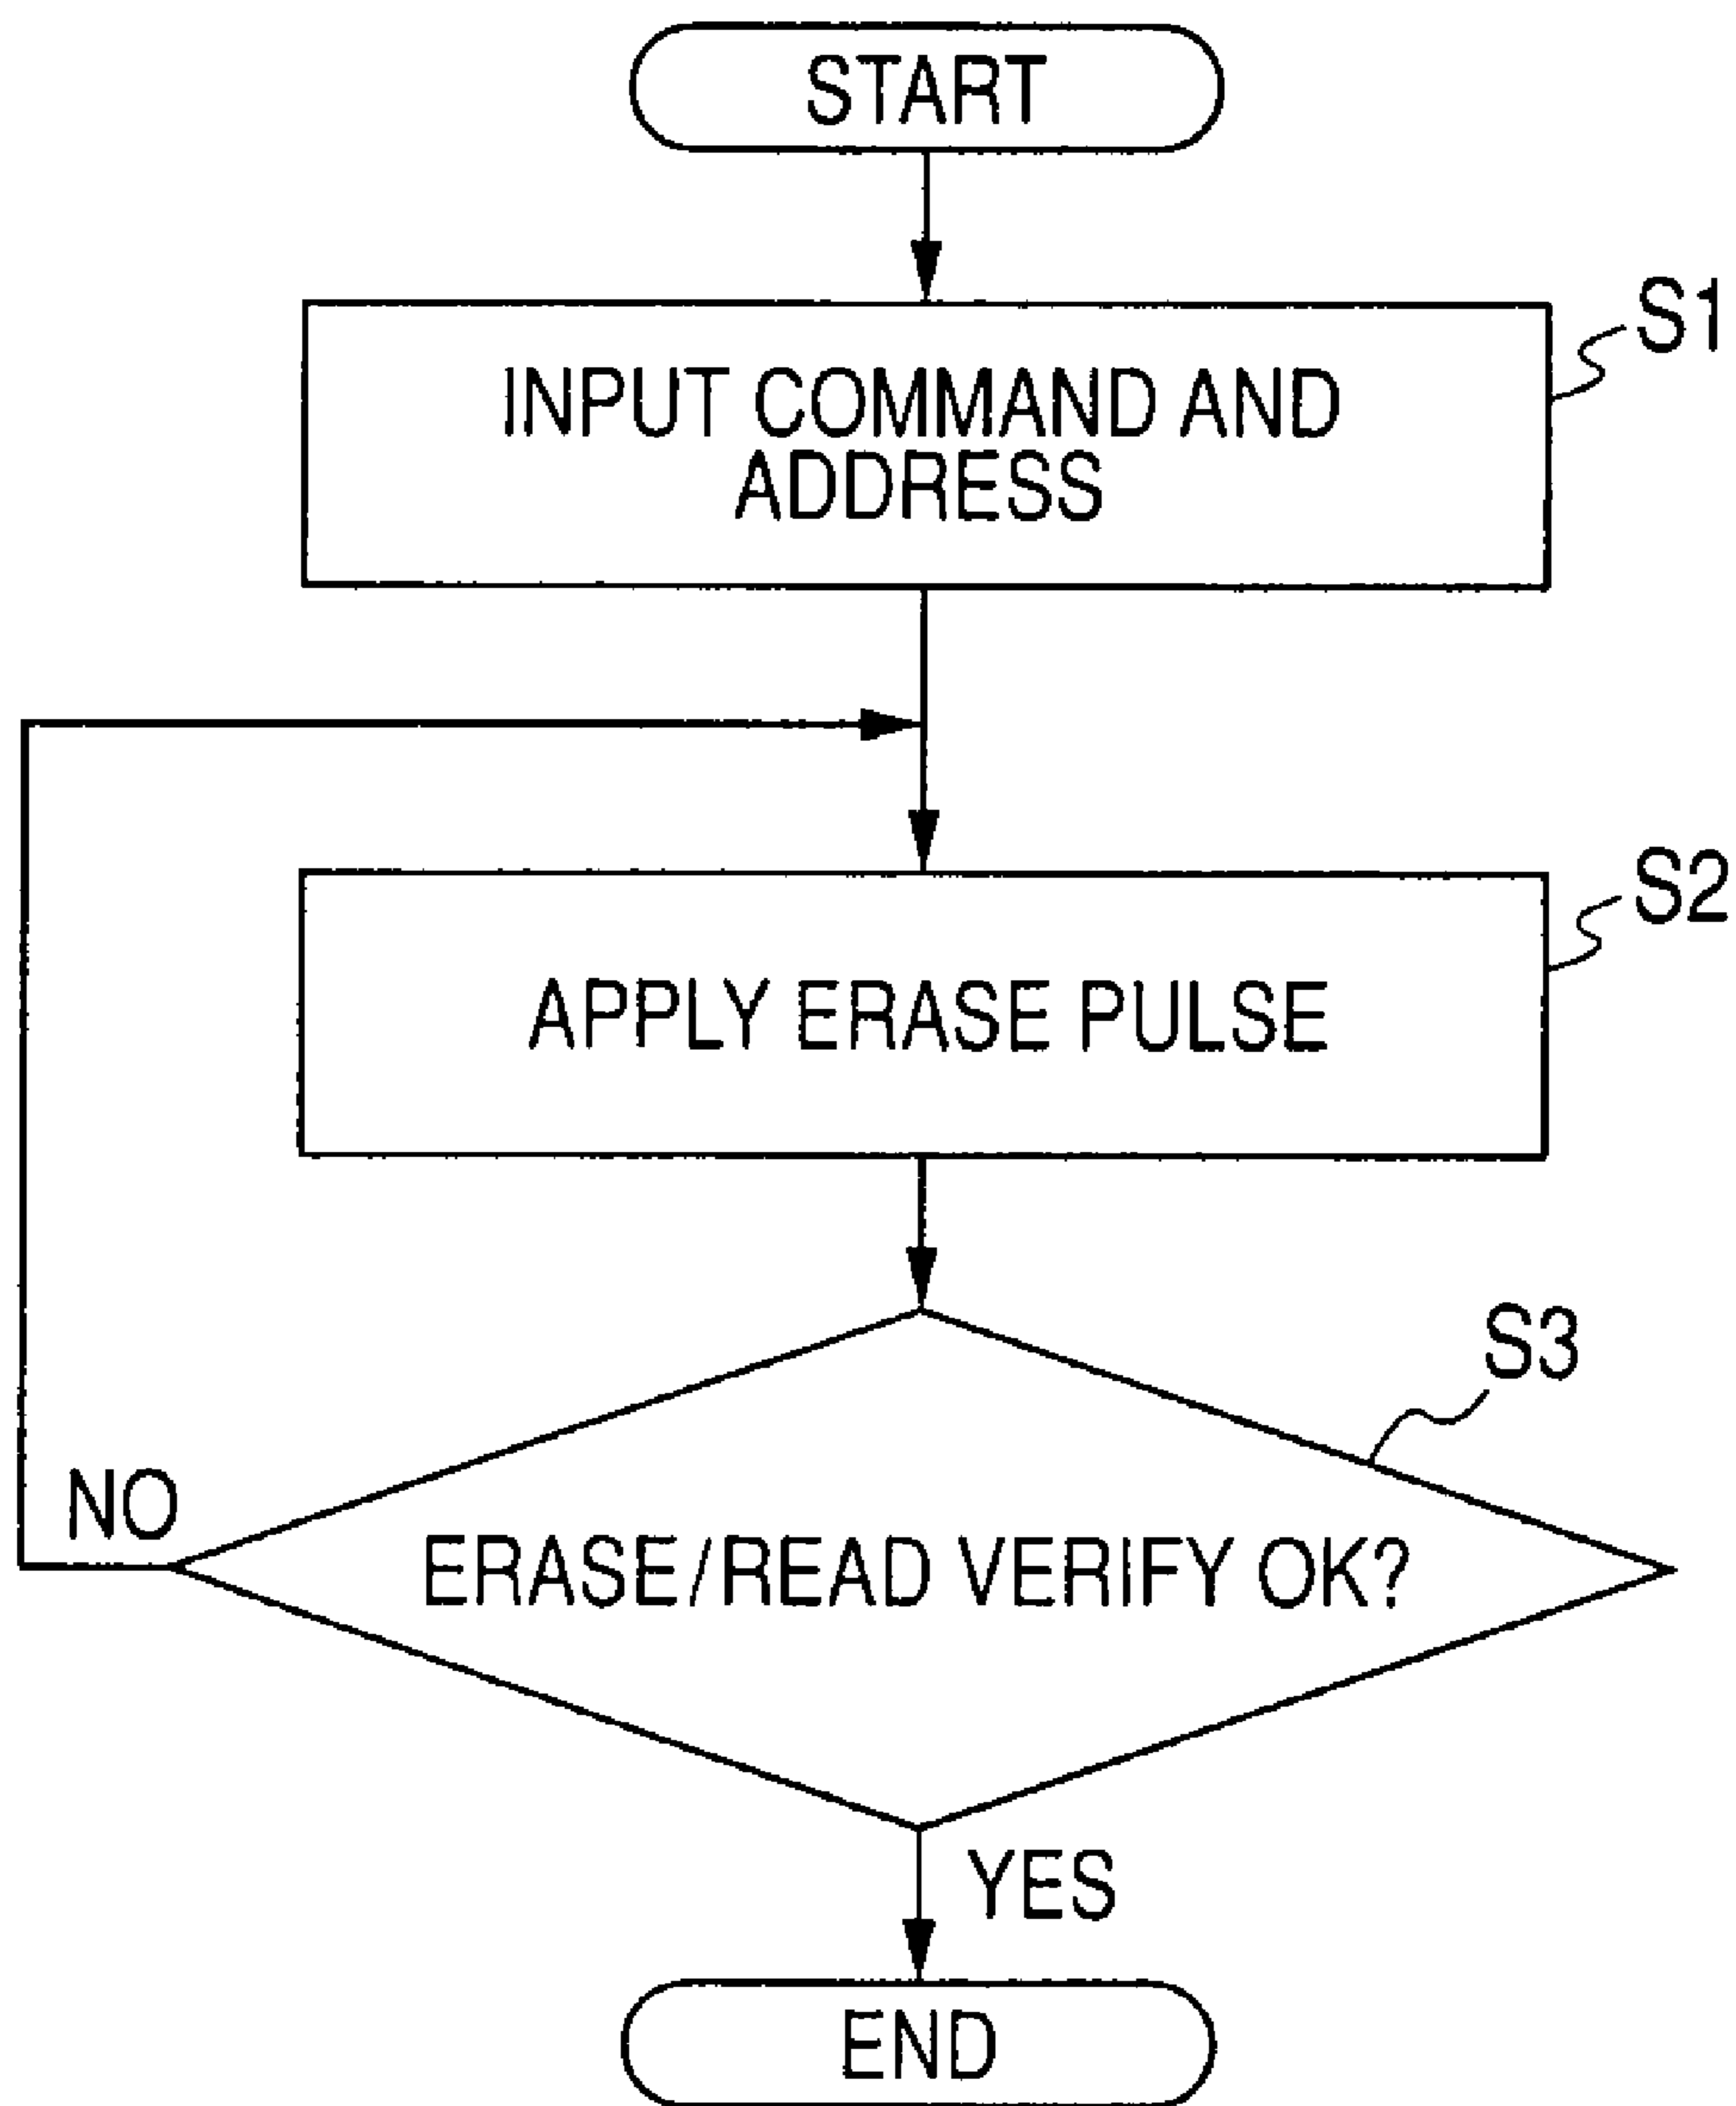 START
S1
INPUT COMMAND AND
ADDRESS
S2
APPLY ERASE PULSE
S3
NO
ERASE/READ VERIFY OK?
YES
END